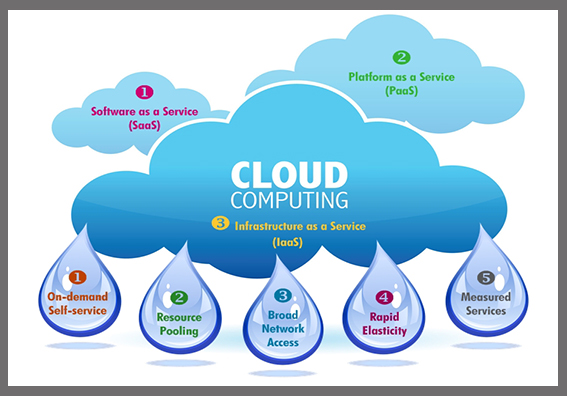 1
Software as a Service
(SaaS)
2
Platform as a Service
(PaaS)
CLOUD
COMPUTING
3 Infrastructure as a Service
(IaaS)
1
On-demand
Self-service
2
Resource
Pooling
3
Broad
Network
Access
4
Rapid
Elasticity
5
Measured
Services